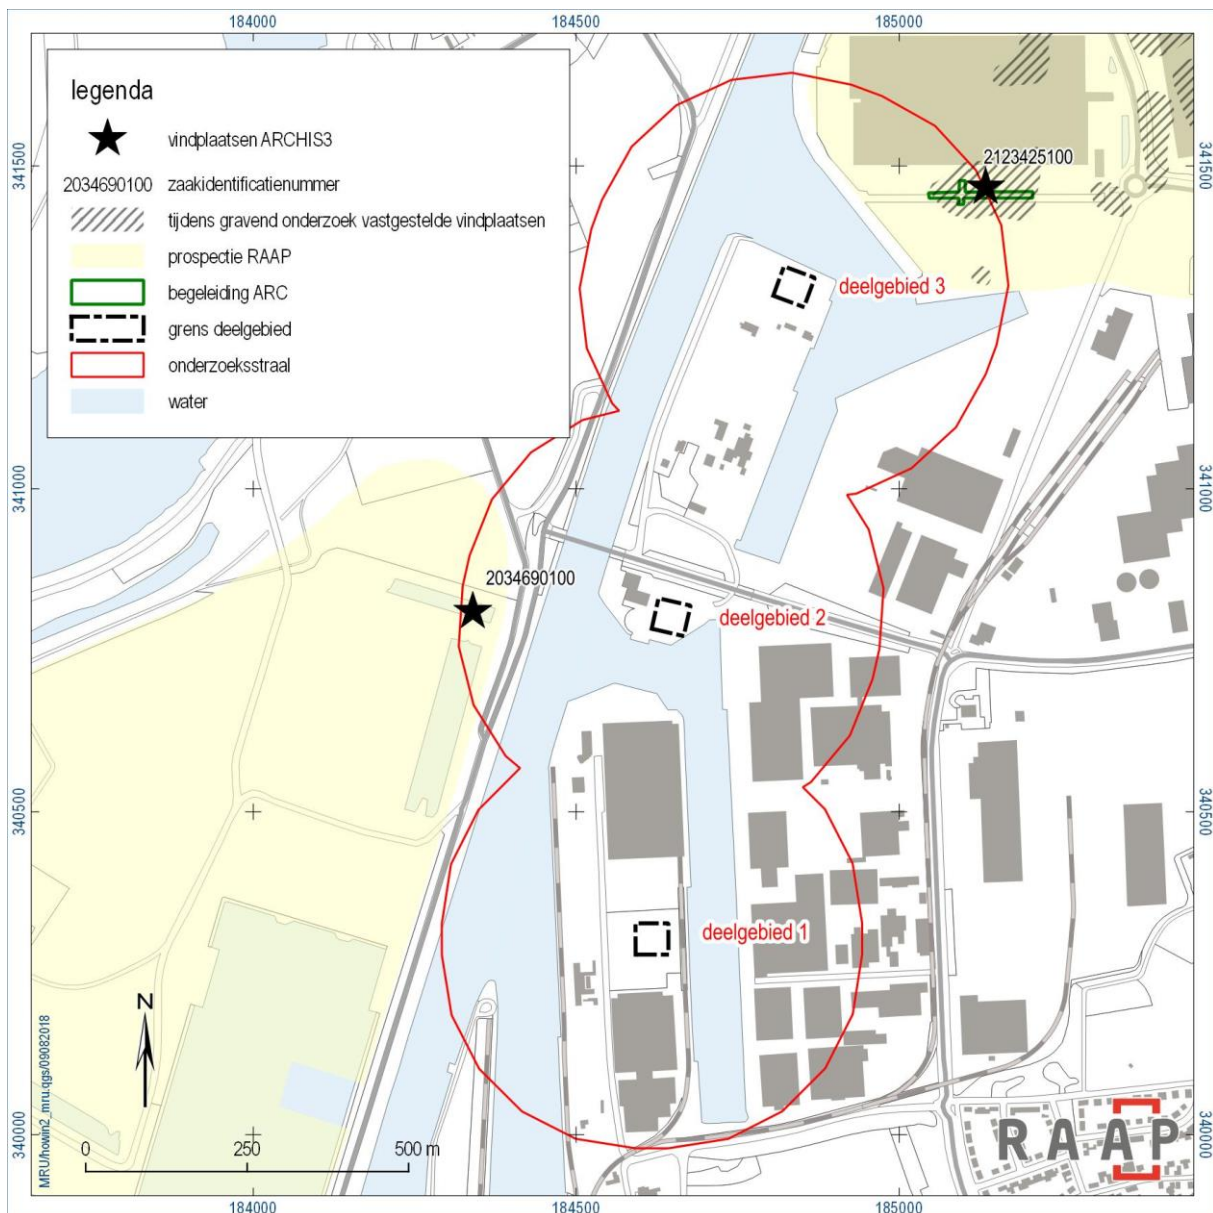 184000
184500
185000
legenda
vindplaatsen ARCHIS3
2034690100 zaakidentificatienummer
tijdens gravend onderzoek vastgestelde vindplaatsen
prospectie RAAP
begeleiding ARC
grens deelgebied
onderzoeksstraal
water
341500
2123425100
341500
deelgebied 3
341000
341000
2034690100
deelgebied 2
340500
340500
deelgebied 1
N
MRU/howin2_mru.qgs/09082018
340000
0 250 500 m
RAAP
340000
184000
184500
185000